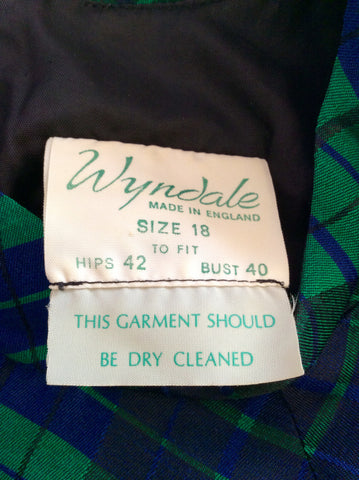 Wyndale
MADE IN ENGLAND
SIZE 18
TO FIT
HIPS 42 BUST 40
THIS GARMENT SHOULD
BE DRY CLEANED